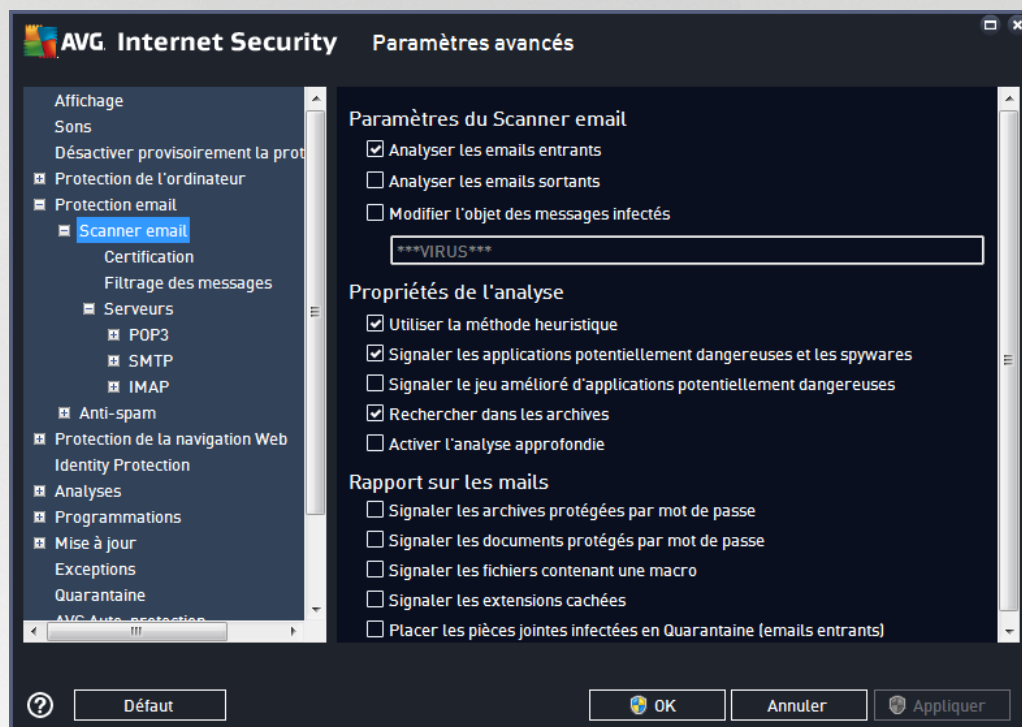 AVG Internet Security Paramètres avancés
Affichage
Sons
Désactiver provisoirement la prot
Protection de l'ordinateur
Protection email
Scanner email
Certification
Filtrage des messages
Serveurs
POP3
SMTP
IMAP
Anti-spam
Protection de la navigation Web
Identity Protection
Analyses
Programmations
Mise à jour
Exceptions
Quarantaine
AVG Auto-protection
Paramètres du Scanner email
Analyser les emails entrants
Analyser les emails sortants
Modifier l'objet des messages infectés
***VIRUS***
Propriétés de l'analyse
Utiliser la méthode heuristique
Signaler les applications potentiellement dangereuses et les spywares
Signaler le jeu amélioré d'applications potentiellement dangereuses
Rechercher dans les archives
Activer l'analyse approfondie
Rapport sur les mails
Signaler les archives protégées par mot de passe
Signaler les documents protégés par mot de passe
Signaler les fichiers contenant une macro
Signaler les extensions cachées
Placer les pièces jointes infectées en Quarantaine (emails entrants)
? Défaut OK Annuler Appliquer